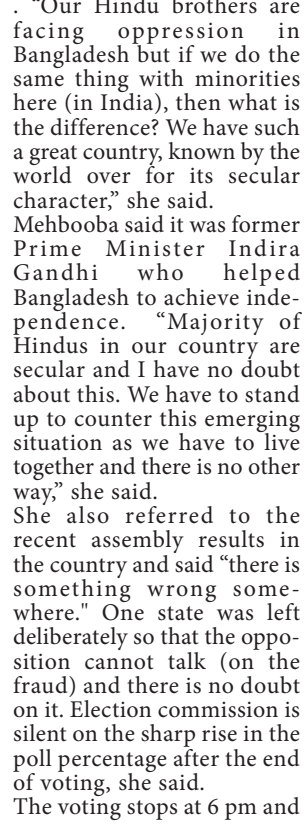 . “Our Hindu brothers are
facing oppression in
Bangladesh but if we do the
same thing with minorities
here (in India), then what is
the difference? We have such
a great country, known by the
world over for its secular
character,” she said.
Mehbooba said it was former
Prime Minister Indira
Gandhi who helped
Bangladesh to achieve inde-
pendence. “Majority of
Hindus in our country are
secular and I have no doubt
about this. We have to stand
up to counter this emerging
situation as we have to live
together and there is no other
way,” she said.
She also referred to the
recent assembly results in
the country and said “there is
something wrong some-
where." One state was left
deliberately so that the oppo-
sition cannot talk (on the
fraud) and there is no doubt
on it. Election commission is
silent on the sharp rise in the
poll percentage after the end
of voting, she said.
The voting stops at 6 pm and